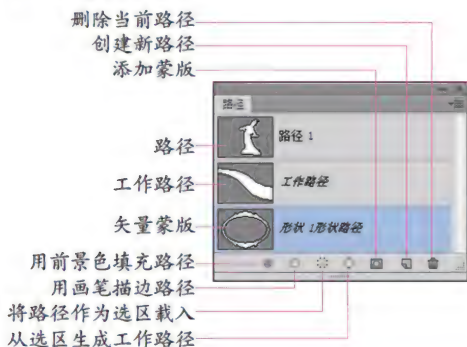 删除当前路径
创建新路径
添加蒙版
路径
路径
路径 1
工作路径
工作路径
矢量蒙版
形状 1形状路径
用前景色填充路径
用画笔描边路径
将路径作为选区载入
从选区生成工作路径